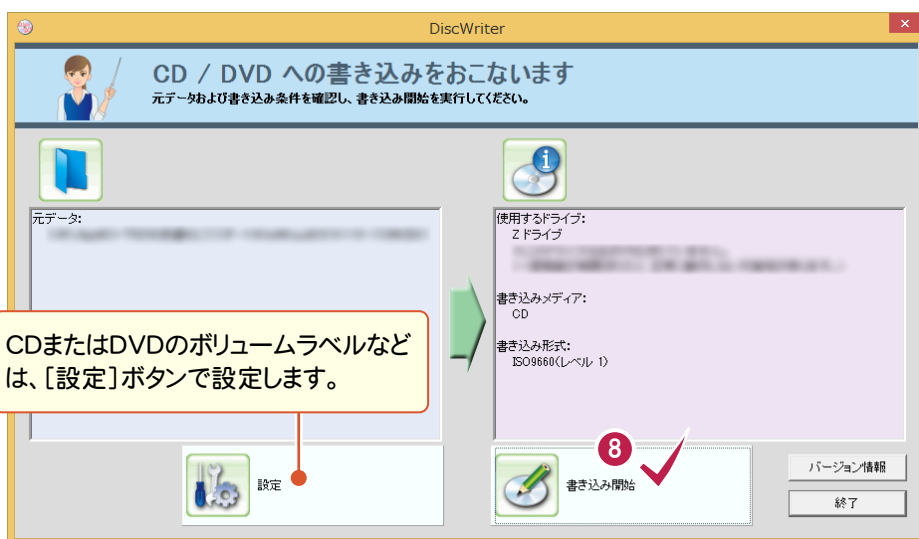 DiscWriter
CD / DVD への書き込みをおこないます
元データおよび書き込み条件を確認し、書き込み開始を実行してください。
元データ:
使用するドライブ:
Z ドライブ
書き込みメディア:
CD
書き込み形式:
ISO9660(レベル 1)
CDまたはDVDのボリュームラベルなど
は、[設定]ボタンで設定します。
設定
8
書き込み開始
バージョン情報
終了